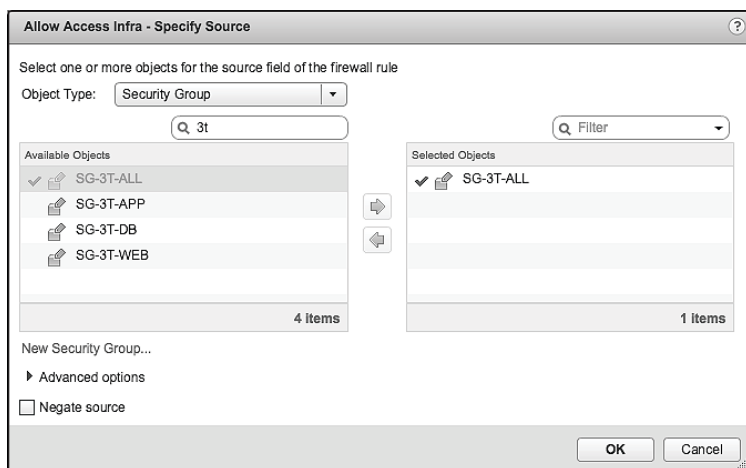 Allow Access Infra - Specify Source
?
Select one or more objects for the source field of the firewall rule
Object Type: Security Group
3t
Filter
Available Objects
SG-3T-ALL
SG-3T-APP
SG-3T-DB
SG-3T-WEB
4 items
Selected Objects
SG-3T-ALL
1 items
New Security Group...
Advanced options
Negate source
OK
Cancel